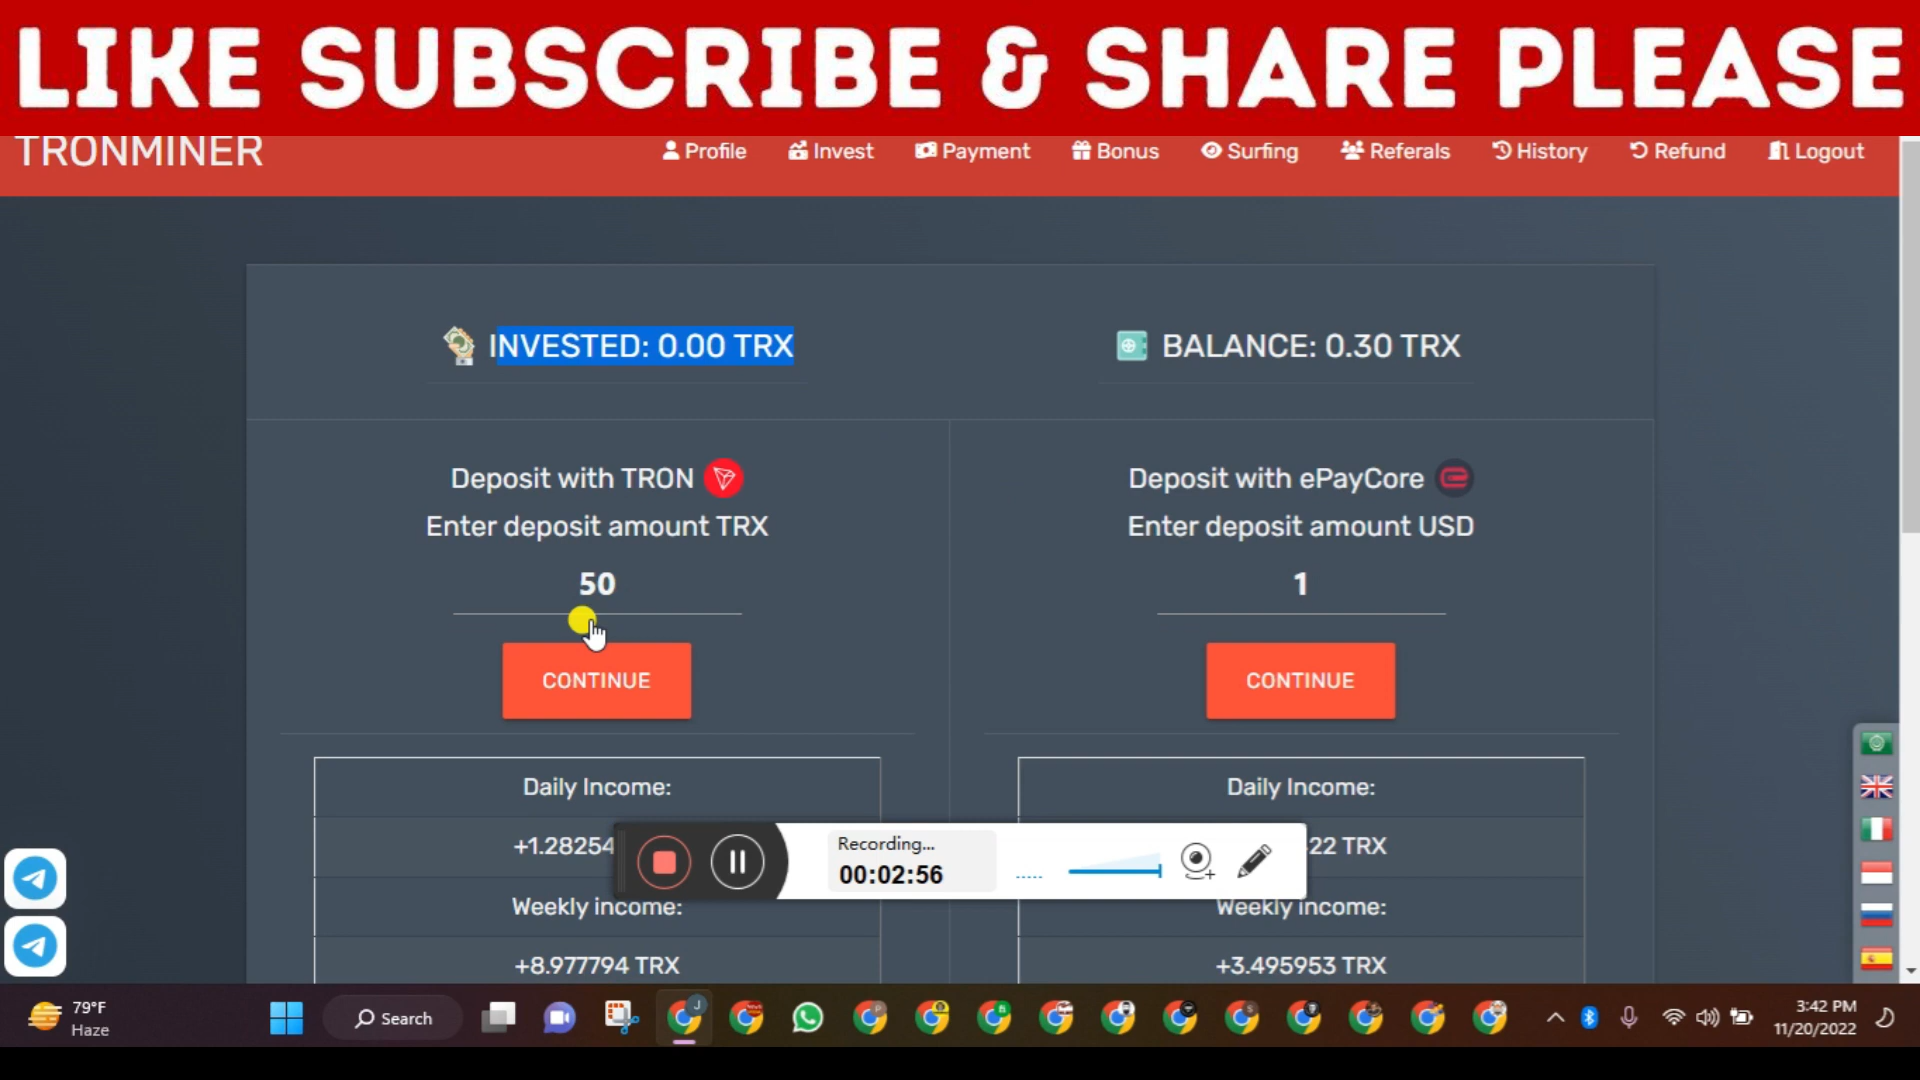 LIKE SUBSCRIBE & SHARE PLEASE
TRONMINER
Profile Invest Payment Bonus Surfing Referrals History Refund Logout
INVESTED: 0.00 TRX
BALANCE: 0.30 TRX
Deposit with TRON
Enter deposit amount TRX
50
CONTINUE
Daily Income:
+1.28254
Weekly income:
+8.977794 TRX
Deposit with ePayCore
Enter deposit amount USD
1
CONTINUE
Daily Income:
22 TRX
Weekly income:
+3.495953 TRX
Recording...
00:02:56
79°F
Haze
Search
3:42 PM
11/20/2022